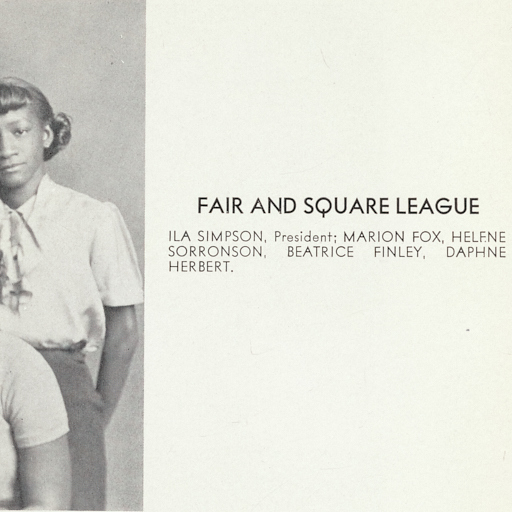 FAIR AND SQUARE LEAGUE
ILA SIMPSON, President; MARION FOX, HELENE
SORRONSON, BEATRICE FINLEY, DAPHNE
HERBERT.